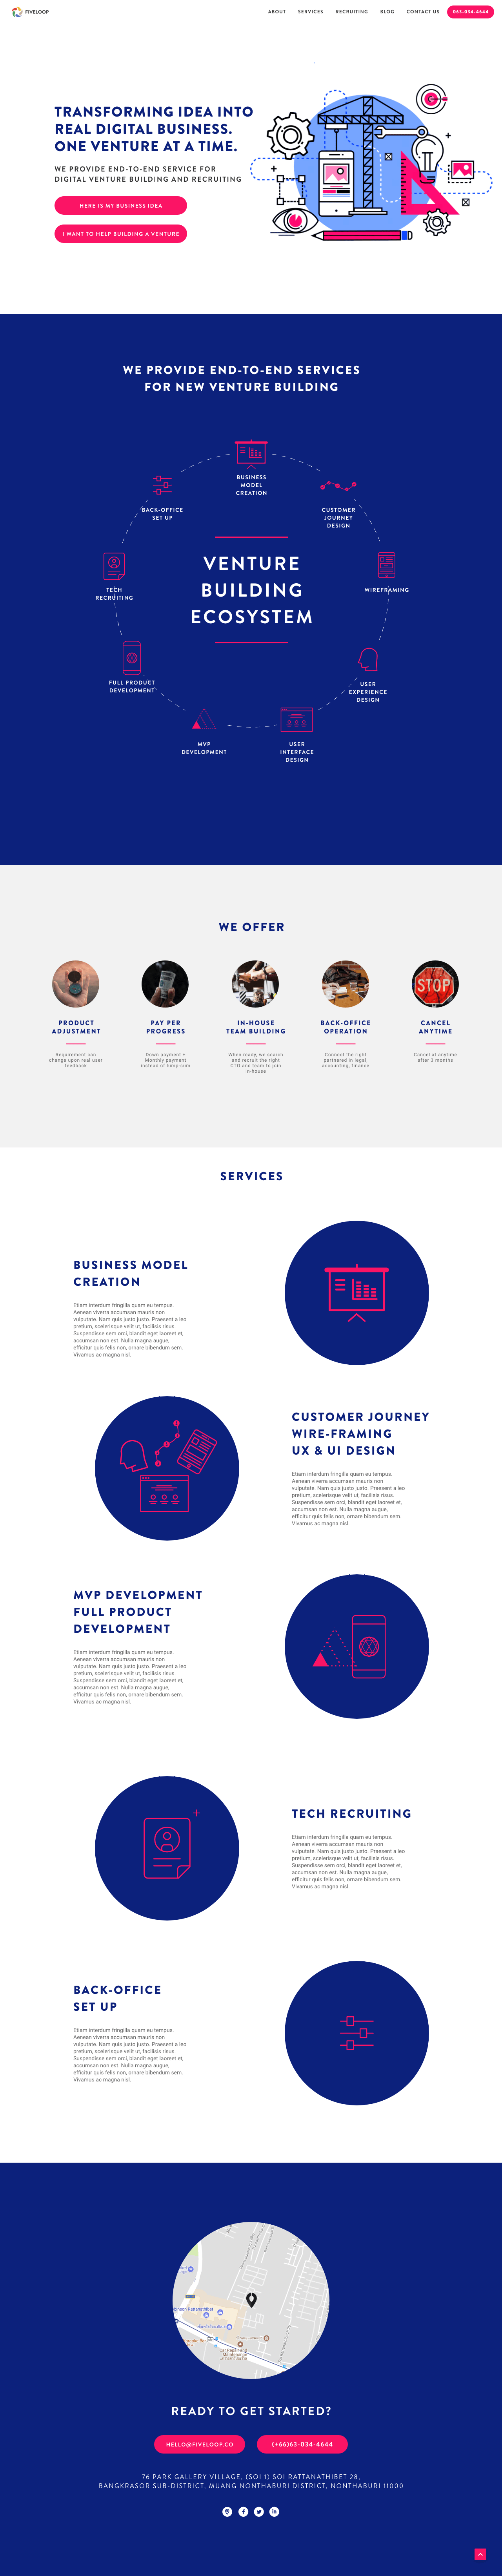 FIVELOOP
ABOUT
SERVICES
RECRUITING
BLOG
CONTACT US
063-034-4644
TRANSFORMING IDEA INTO
REAL DIGITAL BUSINESS.
ONE VENTURE AT A TIME.
WE PROVIDE END-TO-END SERVICE FOR
DIGITAL VENTURE BUILDING AND RECRUITING
HERE IS MY BUSINESS IDEA
I WANT TO HELP BUILDING A VENTURE
WE PROVIDE END-TO-END SERVICES
FOR NEW VENTURE BUILDING
BUSINESS
MODEL
CREATION
CUSTOMER
JOURNEY
DESIGN
BACK-OFFICE
SET UP
VENTURE
BUILDING
ECOSYSTEM
TECH
RECRUITING
WIREFRAMING
FULL PRODUCT
DEVELOPMENT
USER
EXPERIENCE
DESIGN
MVP
DEVELOPMENT
USER
INTERFACE
DESIGN
WE OFFER
STOP
PRODUCT
ADJUSTMENT
Requirement can
change upon real user
feedback
PAY PER
PROGRESS
Down payment +
Monthly payment
instead of lump-sum
IN-HOUSE
TEAM BUILDING
When ready, we search
and recruit the right
CTO and team to join
in-house
BACK-OFFICE
OPERATION
Connect the right
partnered in legal,
accounting, finance
CANCEL
ANYTIME
Cancel at anytime
after 3 months
SERVICES
BUSINESS MODEL
CREATION
Etiam interdum fringilla quam eu tempus.
Aenean viverra accumsan mauris non
vulputate. Nam quis justo justo. Praesent a leo
pretium, scelerisque velit ut, facilisis risus.
Suspendisse sem orci, blandit eget laoreet et,
accumsan non est. Nulla magna augue,
efficitur quis felis non, ornare bibendum sem.
Vivamus ac magna nisl.
CUSTOMER JOURNEY
WIRE-FRAMING
UX & UI DESIGN
Etiam interdum fringilla quam eu tempus.
Aenean viverra accumsan mauris non
vulputate. Nam quis justo justo. Praesent a leo
pretium, scelerisque velit ut, facilisis risus.
Suspendisse sem orci, blandit eget laoreet et,
accumsan non est. Nulla magna augue,
efficitur quis felis non, ornare bibendum sem.
Vivamus ac magna nisl.
MVP DEVELOPMENT
FULL PRODUCT
DEVELOPMENT
Etiam interdum fringilla quam eu tempus.
Aenean viverra accumsan mauris non
vulputate. Nam quis justo justo. Praesent a leo
pretium, scelerisque velit ut, facilisis risus.
Suspendisse sem orci, blandit eget laoreet et,
accumsan non est. Nulla magna augue,
efficitur quis felis non, ornare bibendum sem.
Vivamus ac magna nisl.
TECH RECRUITING
Etiam interdum fringilla quam eu tempus.
Aenean viverra accumsan mauris non
vulputate. Nam quis justo justo. Praesent a leo
pretium, scelerisque velit ut, facilisis risus.
Suspendisse sem orci, blandit eget laoreet et,
accumsan non est. Nulla magna augue,
efficitur quis felis non, ornare bibendum sem.
Vivamus ac magna nisl.
BACK-OFFICE
SET UP
Etiam interdum fringilla quam eu tempus.
Aenean viverra accumsan mauris non
vulputate. Nam quis justo justo. Praesent a leo
pretium, scelerisque velit ut, facilisis risus.
Suspendisse sem orci, blandit eget laoreet et,
accumsan non est. Nulla magna augue,
efficitur quis felis non, ornare bibendum sem.
Vivamus ac magna nisl.
READY TO GET STARTED?
HELLO@FIVELOOP.CO
(+66)63-034-4644
76 PARK GALLERY VILLAGE, (SOI 1) SOI RATTANATHIBET 28,
BANGKRASOR SUB-DISTRICT, MUANG NONTHABURI DISTRICT, NONTHABURI 11000